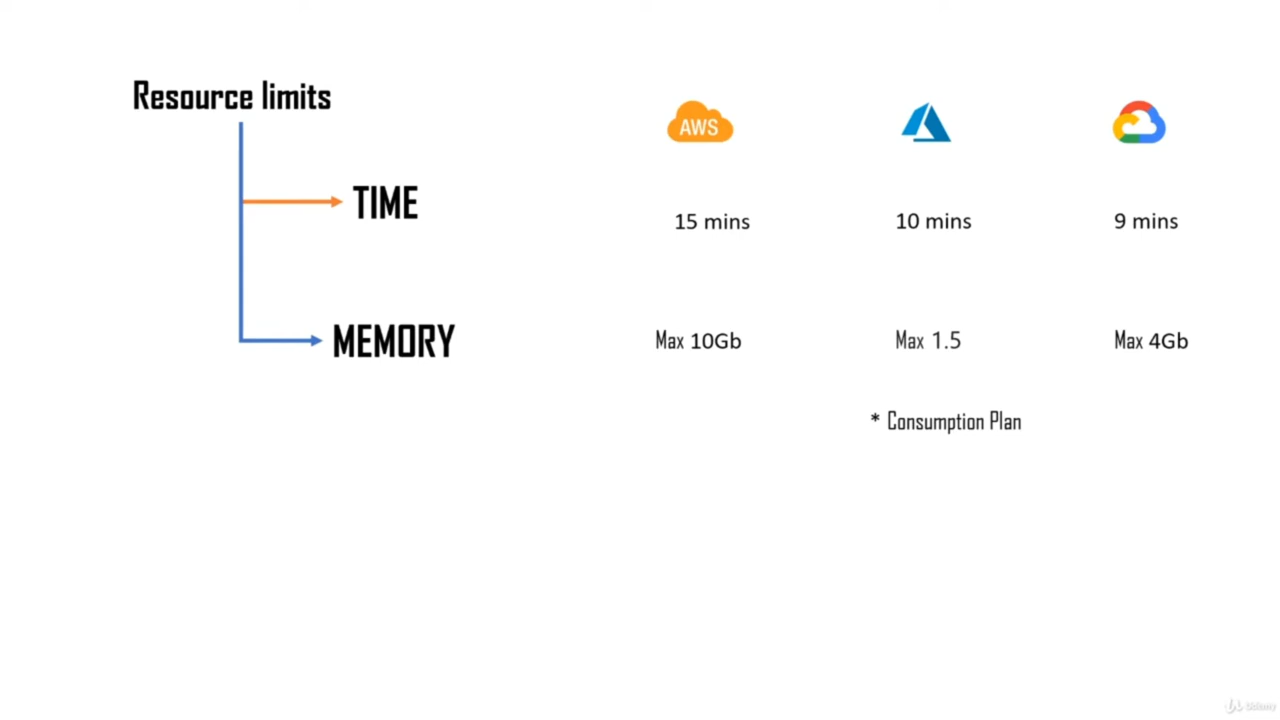 Resource limits
AWS
TIME
15 mins
10 mins
9 mins
MEMORY
Max 10Gb
Max 1.5
Max 4Gb
* Consumption Plan
Udemy